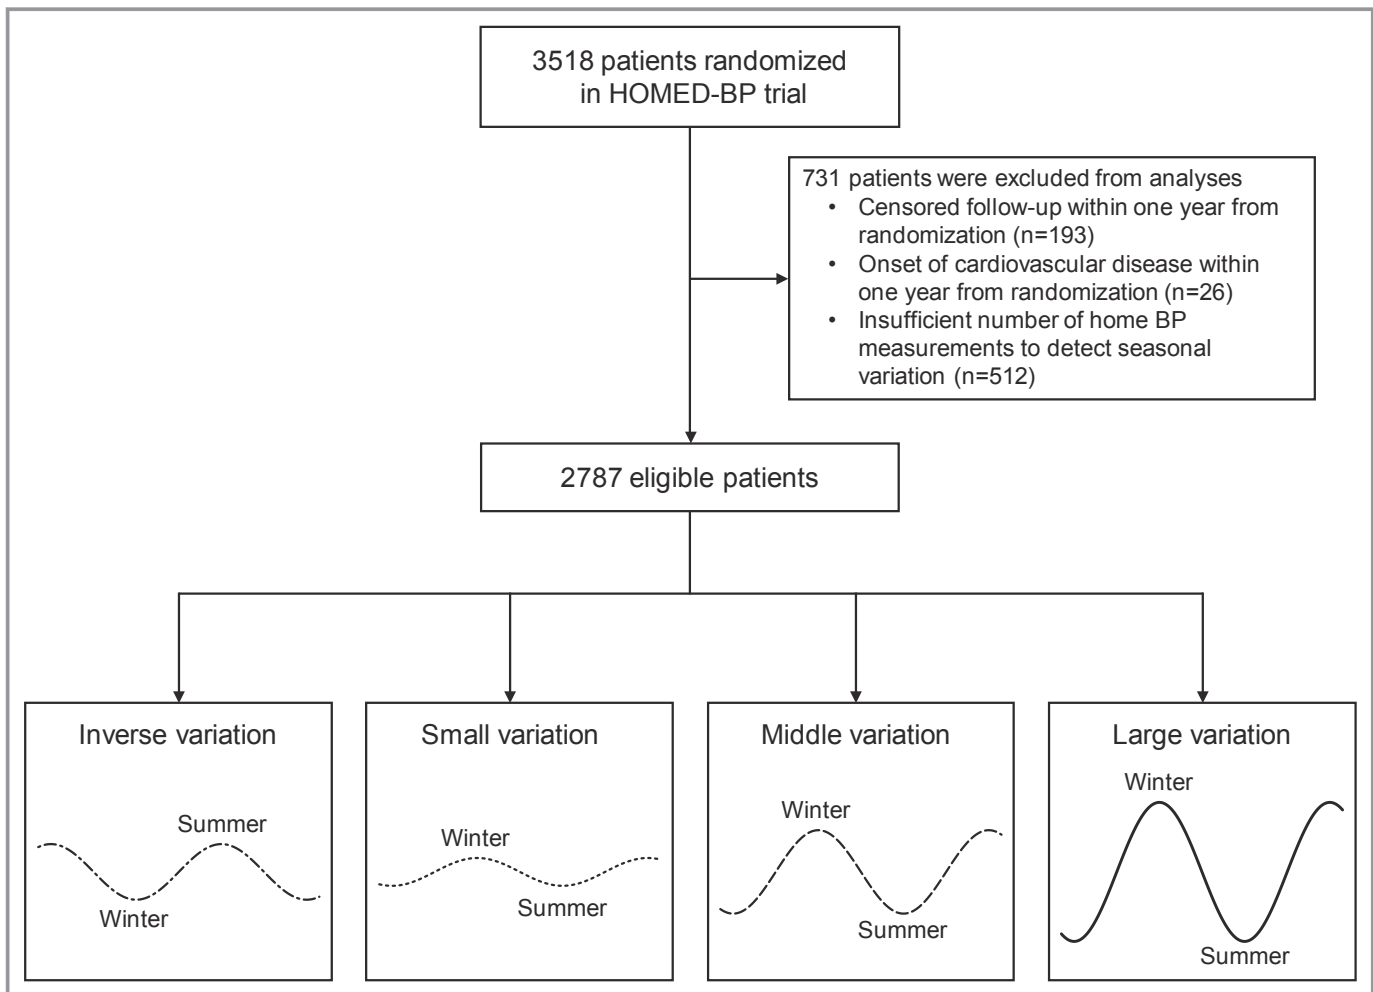 3518 patients randomized
in HOMED-BP trial
731 patients were excluded from analyses
• Censored follow-up within one year from
randomization (n=193)
• Onset of cardiovascular disease within
one year from randomization (n=26)
• Insufficient number of home BP
measurements to detect seasonal
variation (n=512)
2787 eligible patients
Inverse variation
Summer
Winter
Small variation
Winter
Summer
Middle variation
Winter
Summer
Large variation
Winter
Summer